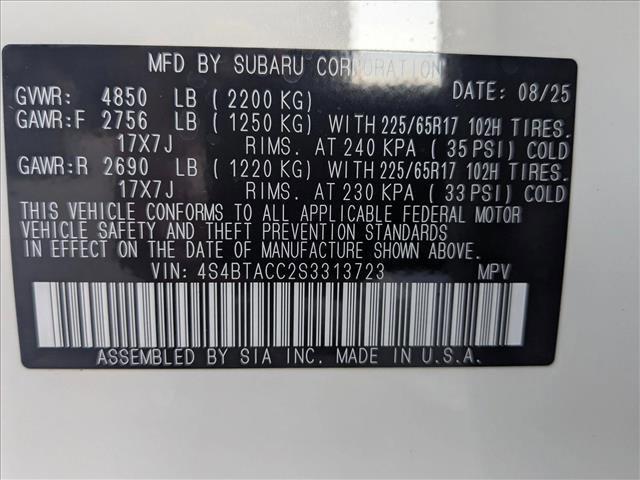 MFD BY SUBARU CORPORATION
GVWR: 4850 LB (2200 KG) DATE: 08/25
GAWR:F 2756 LB (1250 KG) WITH 225/65R17 102H TIRES.
17X7J RIMS. AT 240 KPA (35 PSI) COLD
GAWR:R 2690 LB (1220 KG) WITH 225/65R17 102H TIRES.
17X7J RIMS. AT 230 KPA (33 PSI) COLD
THIS VEHICLE CONFORMS TO ALL APPLICABLE FEDERAL MOTOR
VEHICLE SAFETY AND THEFT PREVENTION STANDARDS
IN EFFECT ON THE DATE OF MANUFACTURE SHOWN ABOVE.
VIN: 4S4BTACC2S3313723 MPV
ASSEMBLED BY SIA INC. MADE IN U.S.A.